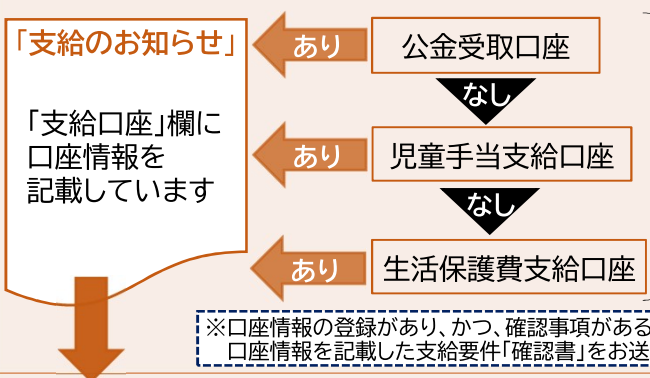 「支給のお知らせ」
「支給口座」欄に
口座情報を
記載しています
あり
公金受取口座
なし
あり
児童手当支給口座
なし
あり
生活保護費支給口座
※口座情報の登録があり、かつ、確認事項がある
口座情報を記載した支給要件「確認書」をお送